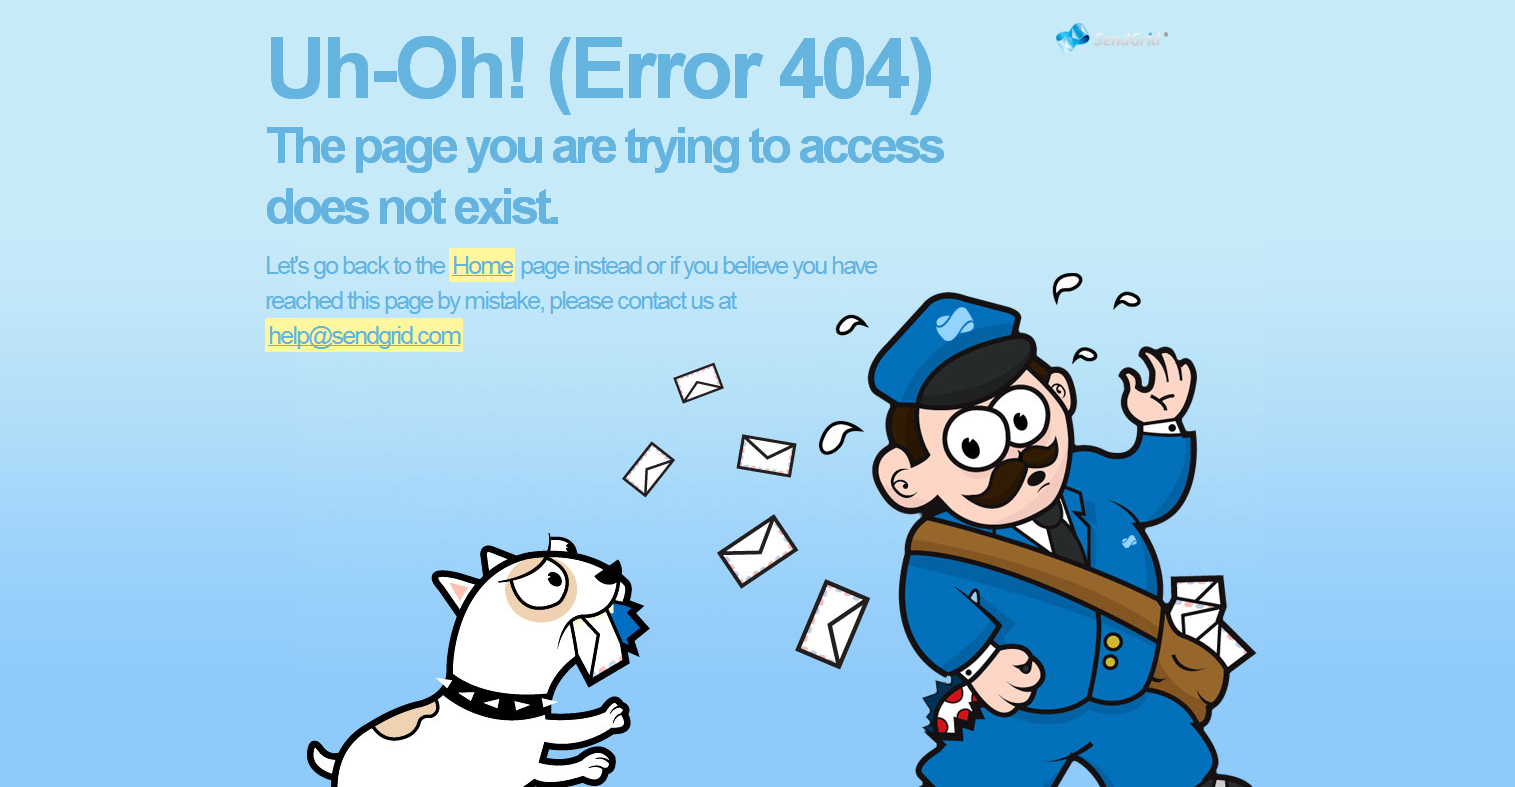 Uh-Oh! (Error 404)
SendGrid®
The page you are trying to access
does not exist.
Let's go back to the Home page instead or if you believe you have
reached this page by mistake, please contact us at
help@sendgrid.com